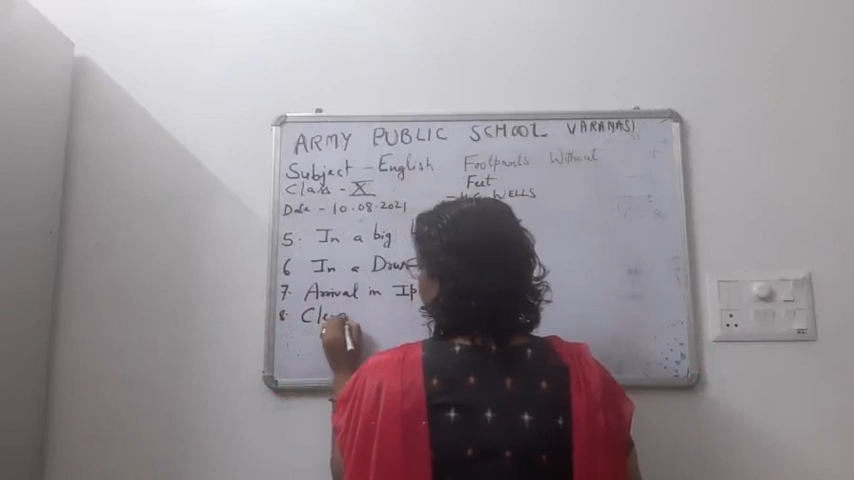 ARMY PUBLIC SCHOOL VARANASI
Subject - English Footprints Without
Class - X Feet
Date - 10.08.2021 - H.G. WELLS
5. In a big
6 In a
7. Arrival in
8.